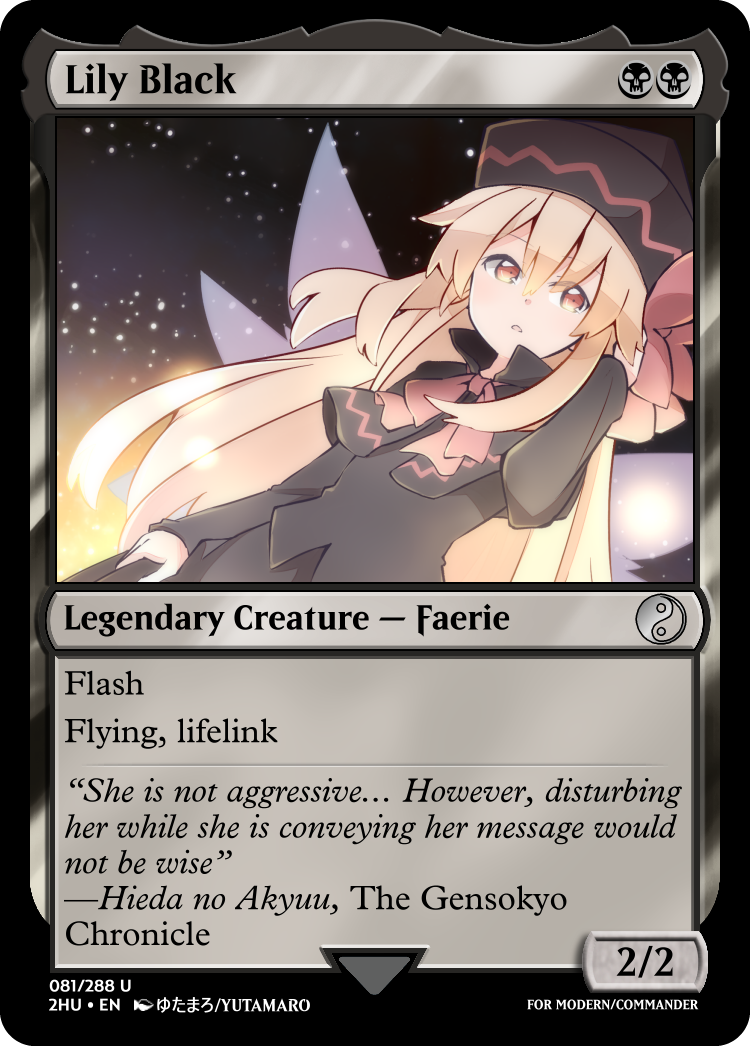 Lily Black
Legendary Creature — Faerie
Flash
Flying, lifelink
“She is not aggressive… However, disturbing
her while she is conveying her message would
not be wise”
—Hieda no Akyuu, The Gensokyo
Chronicle
2/2
081/288 U
2HU • EN ゆたまろ/YUTAMARO
FOR MODERN/COMMANDER